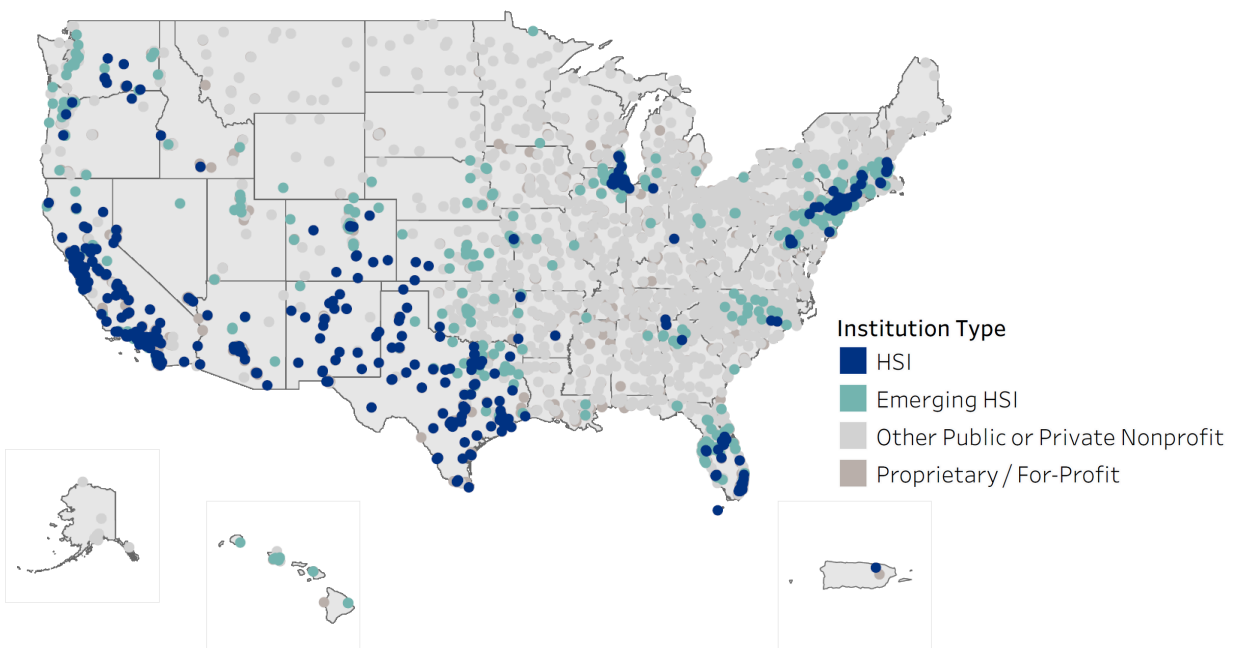 Institution Type
HSI
Emerging HSI
Other Public or Private Nonprofit
Proprietary / For-Profit